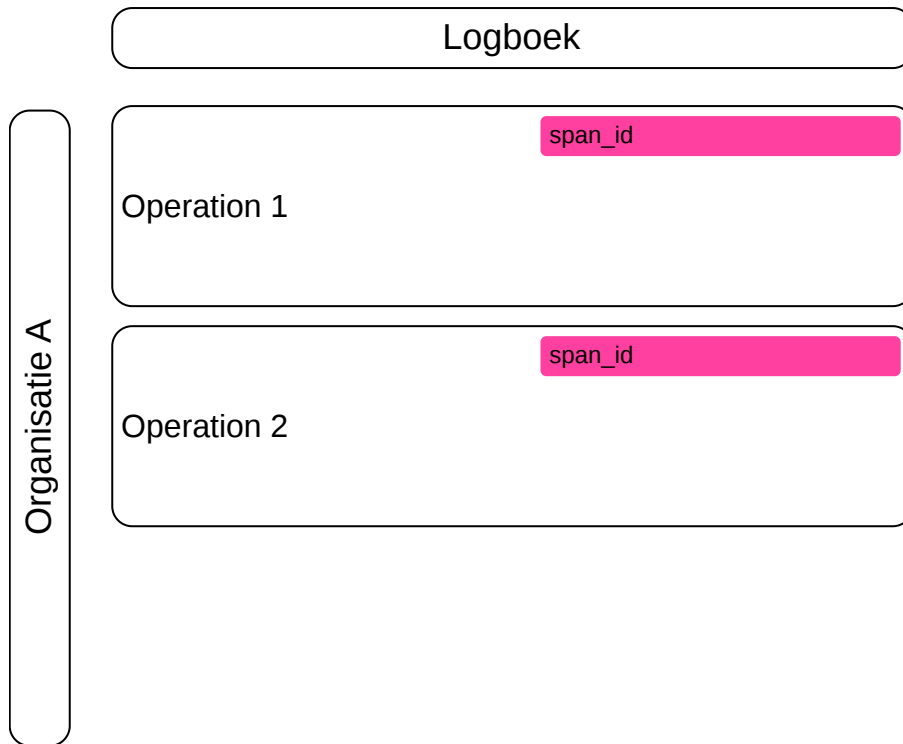 Logboek
Organisatie A
span_id
Operation 1
span_id
Operation 2